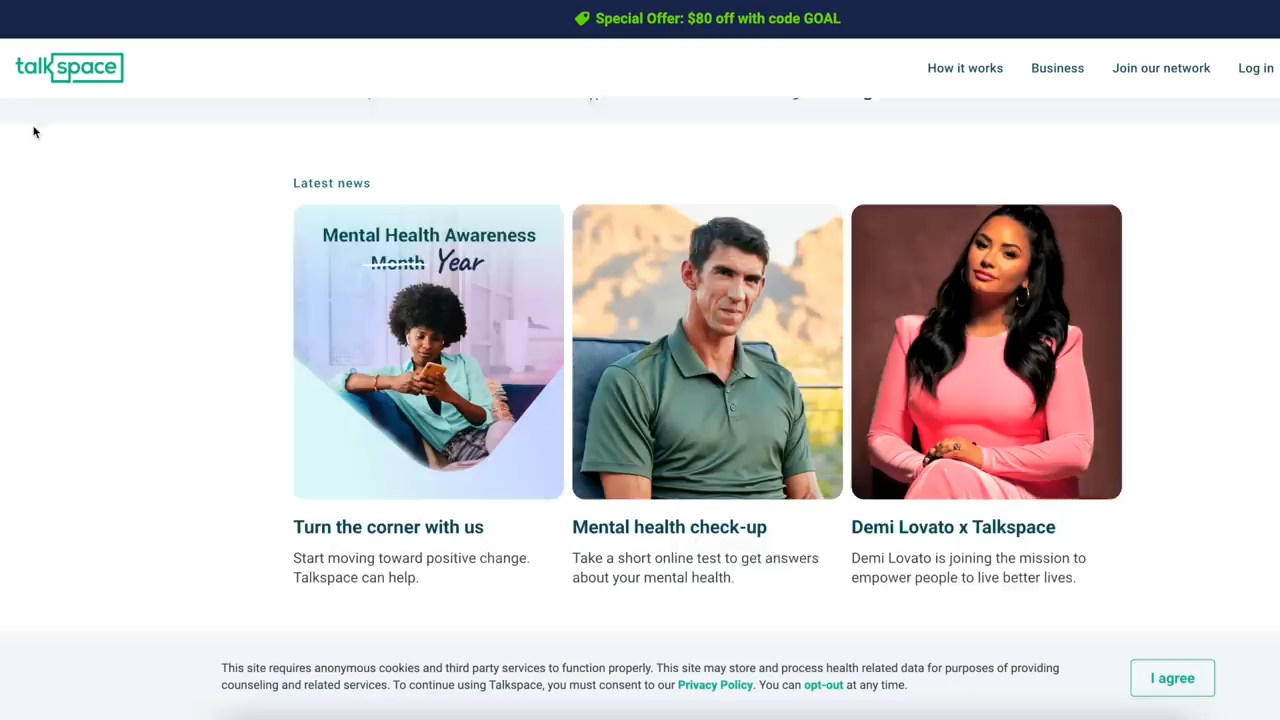 Special Offer: $80 off with code GOAL
talkspace
How it works
Business
Join our network
Log in
Latest news
Mental Health Awareness
Month Year
Turn the corner with us
Start moving toward positive change.
Talkspace can help.
Mental health check-up
Take a short online test to get answers
about your mental health.
Demi Lovato x Talkspace
Demi Lovato is joining the mission to
empower people to live better lives.
This site requires anonymous cookies and third party services to function properly. This site may store and process health related data for purposes of providing
counseling and related services. To continue using Talkspace, you must consent to our Privacy Policy. You can opt-out at any time.
I agree